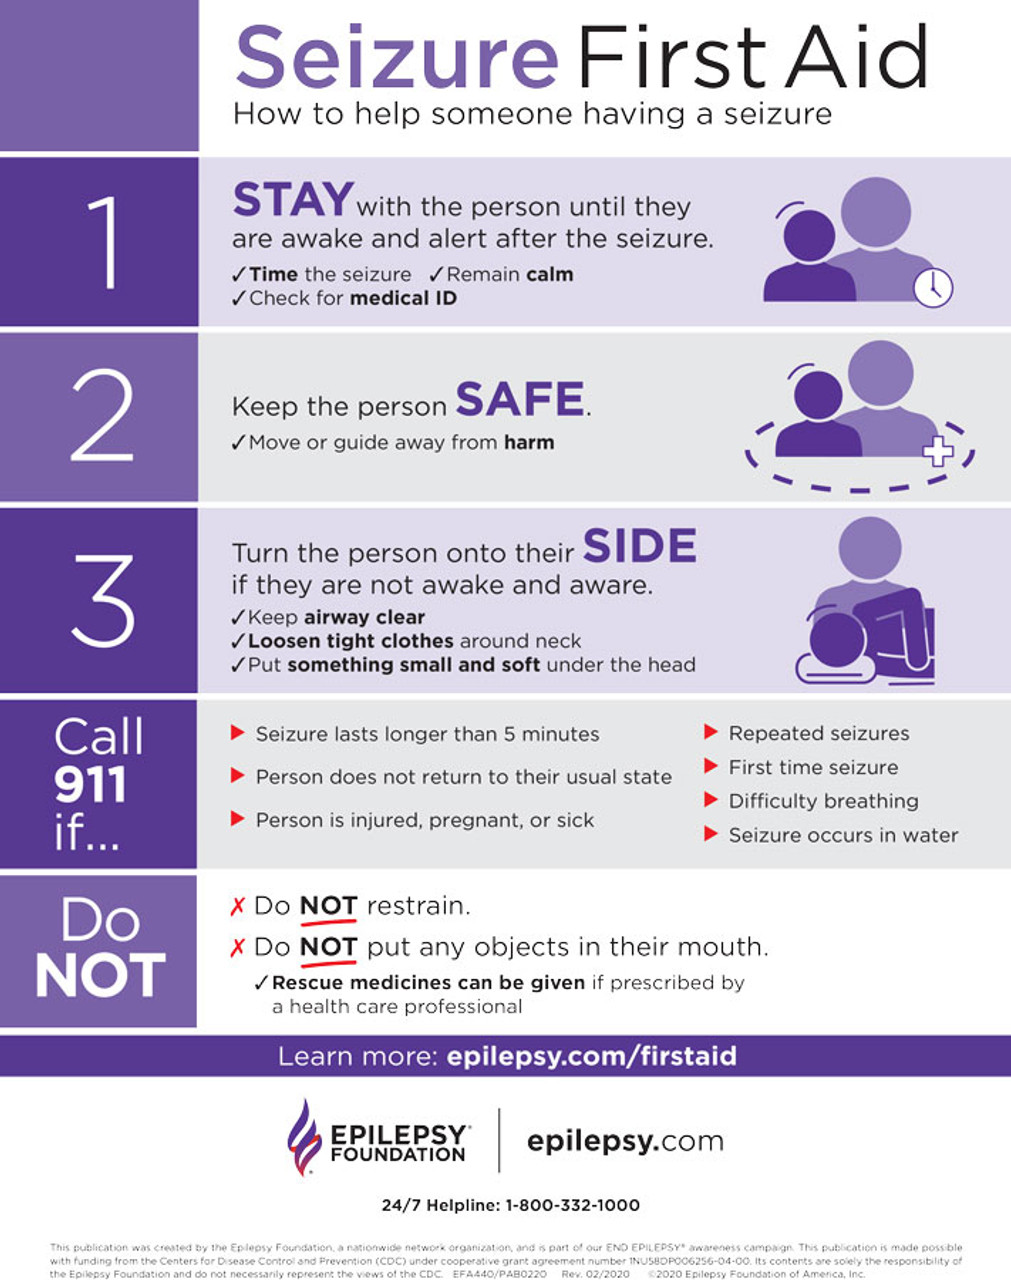 Seizure First Aid
How to help someone having a seizure
1
STAY with the person until they
are awake and alert after the seizure.
✓Time the seizure ✓Remain calm
✓Check for medical ID
2
Keep the person SAFE.
✓Move or guide away from harm
3
Turn the person onto their SIDE
if they are not awake and aware.
✓Keep airway clear
✓Loosen tight clothes around neck
✓Put something small and soft under the head
Call
911
if...
▶ Seizure lasts longer than 5 minutes
▶ Person does not return to their usual state
▶ Person is injured, pregnant, or sick
▶ Repeated seizures
▶ First time seizure
▶ Difficulty breathing
▶ Seizure occurs in water
Do
NOT
✗ Do NOT restrain.
✗ Do NOT put any objects in their mouth.
✓Rescue medicines can be given if prescribed by
a health care professional
Learn more: epilepsy.com/firstaid
EPILEPSY®
FOUNDATION
epilepsy.com
24/7 Helpline: 1-800-332-1000
This publication was created by the Epilepsy Foundation, a nationwide network organization, and is part of our END EPILEPSY® awareness campaign. This publication is made possible
with funding from the Centers for Disease Control and Prevention (CDC) under cooperative grant agreement number 1NU58DP006256-04-00. Its contents are solely the responsibility of
the Epilepsy Foundation and do not necessarily represent the views of the CDC. EFA440/PAB0220 Rev. 02/2020 ©2020 Epilepsy Foundation of America, Inc.